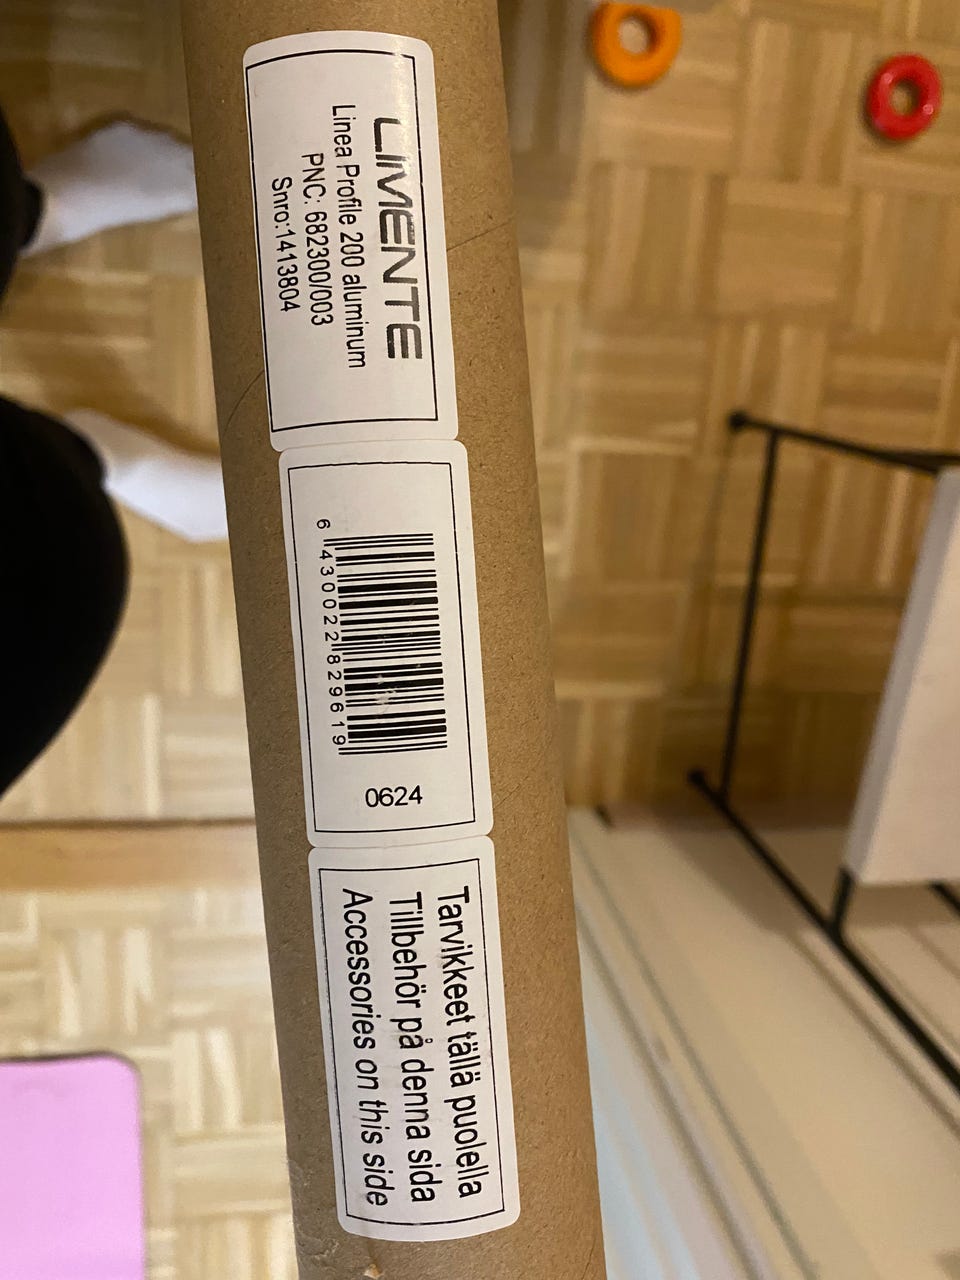 LIMENTE
Linea Profile 200 aluminum
PNC: 682300/003
Snro:1413804
6 430022 829619
0624
Tarvikkeet tällä puolella
Tillbehör på denna sida
Accessories on this side